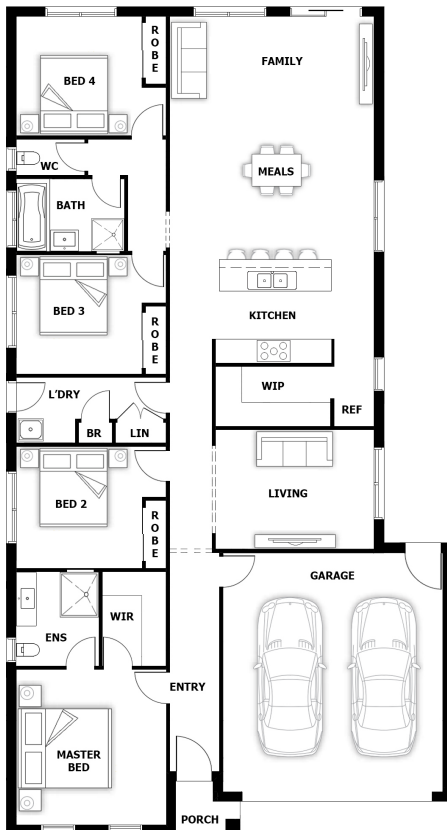 ROBE
FAMILY
BED 4
WC
MEALS
BATH
BED 3
ROBE
KITCHEN
L'DRY
WIP
REF
BR
LIN
BED 2
LIVING
ROBE
GARAGE
WIR
ENS
ENTRY
MASTER
BED
PORCH